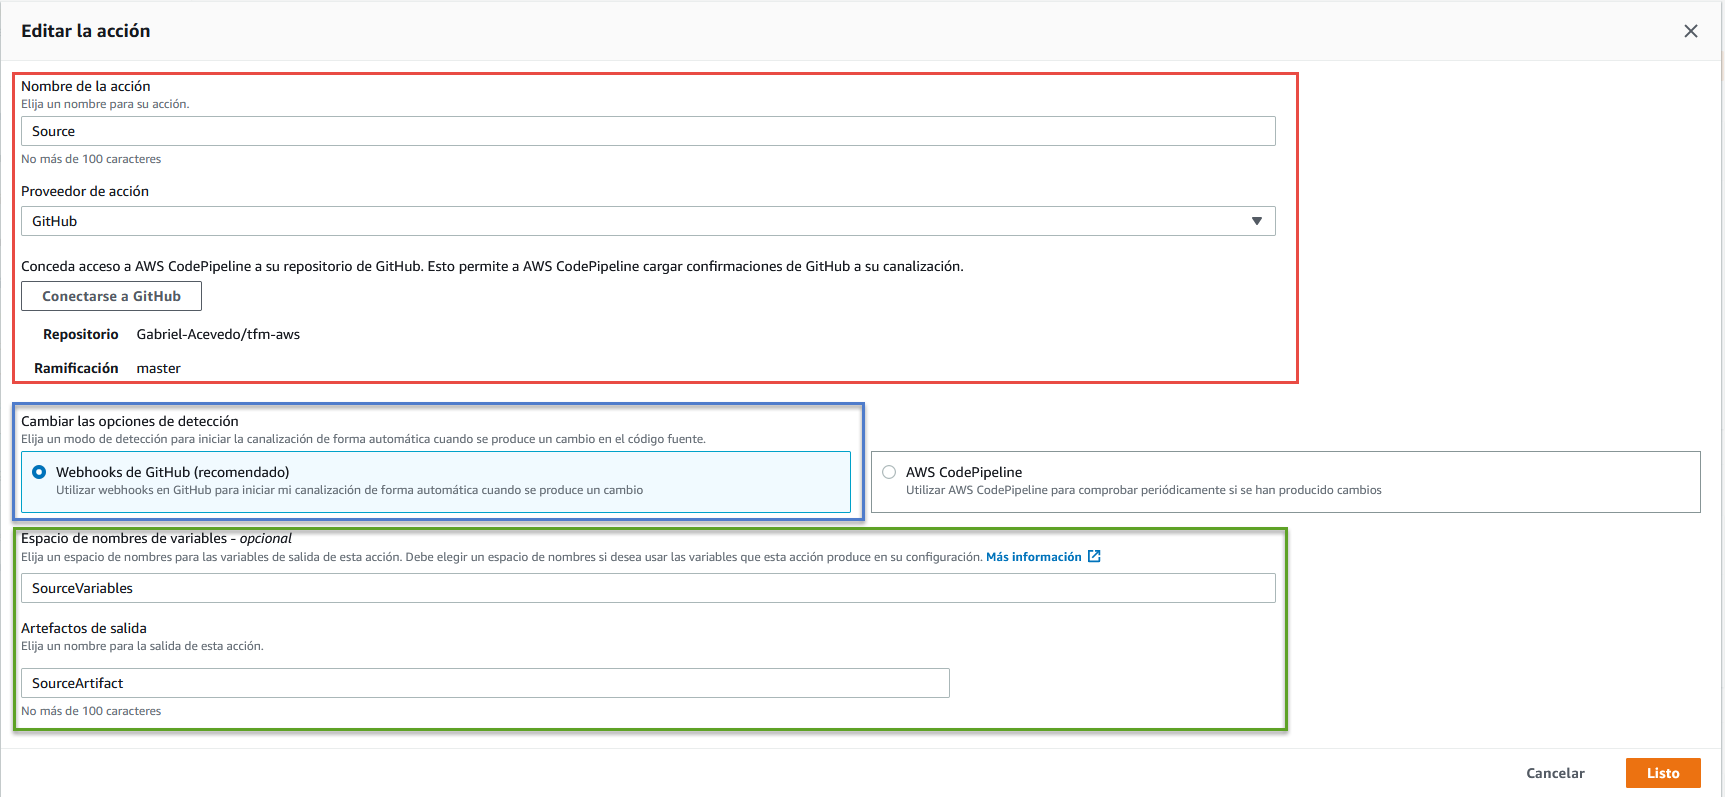 Editar la acción
Nombre de la acción
Elija un nombre para su acción.
Source
No más de 100 caracteres
Proveedor de acción
GitHub
Conceda acceso a AWS CodePipeline a su repositorio de GitHub. Esto permite a AWS CodePipeline cargar confirmaciones de GitHub a su canalización.
Conectarse a GitHub
Repositorio Gabriel-Acevedo/tfm-aws
Ramificación master
Cambiar las opciones de detección
Elija un modo de detección para iniciar la canalización de forma automática cuando se produce un cambio en el código fuente.
Webhooks de GitHub (recomendado)
Utilizar webhooks en GitHub para iniciar mi canalización de forma automática cuando se produce un cambio
AWS CodePipeline
Utilizar AWS CodePipeline para comprobar periódicamente si se han producido cambios
Espacio de nombres de variables - opcional
Elija un espacio de nombres para las variables de salida de esta acción. Debe elegir un espacio de nombres si desea usar las variables que esta acción produce en su configuración. Más información
SourceVariables
Artefactos de salida
Elija un nombre para la salida de esta acción.
SourceArtifact
No más de 100 caracteres
Cancelar
Listo